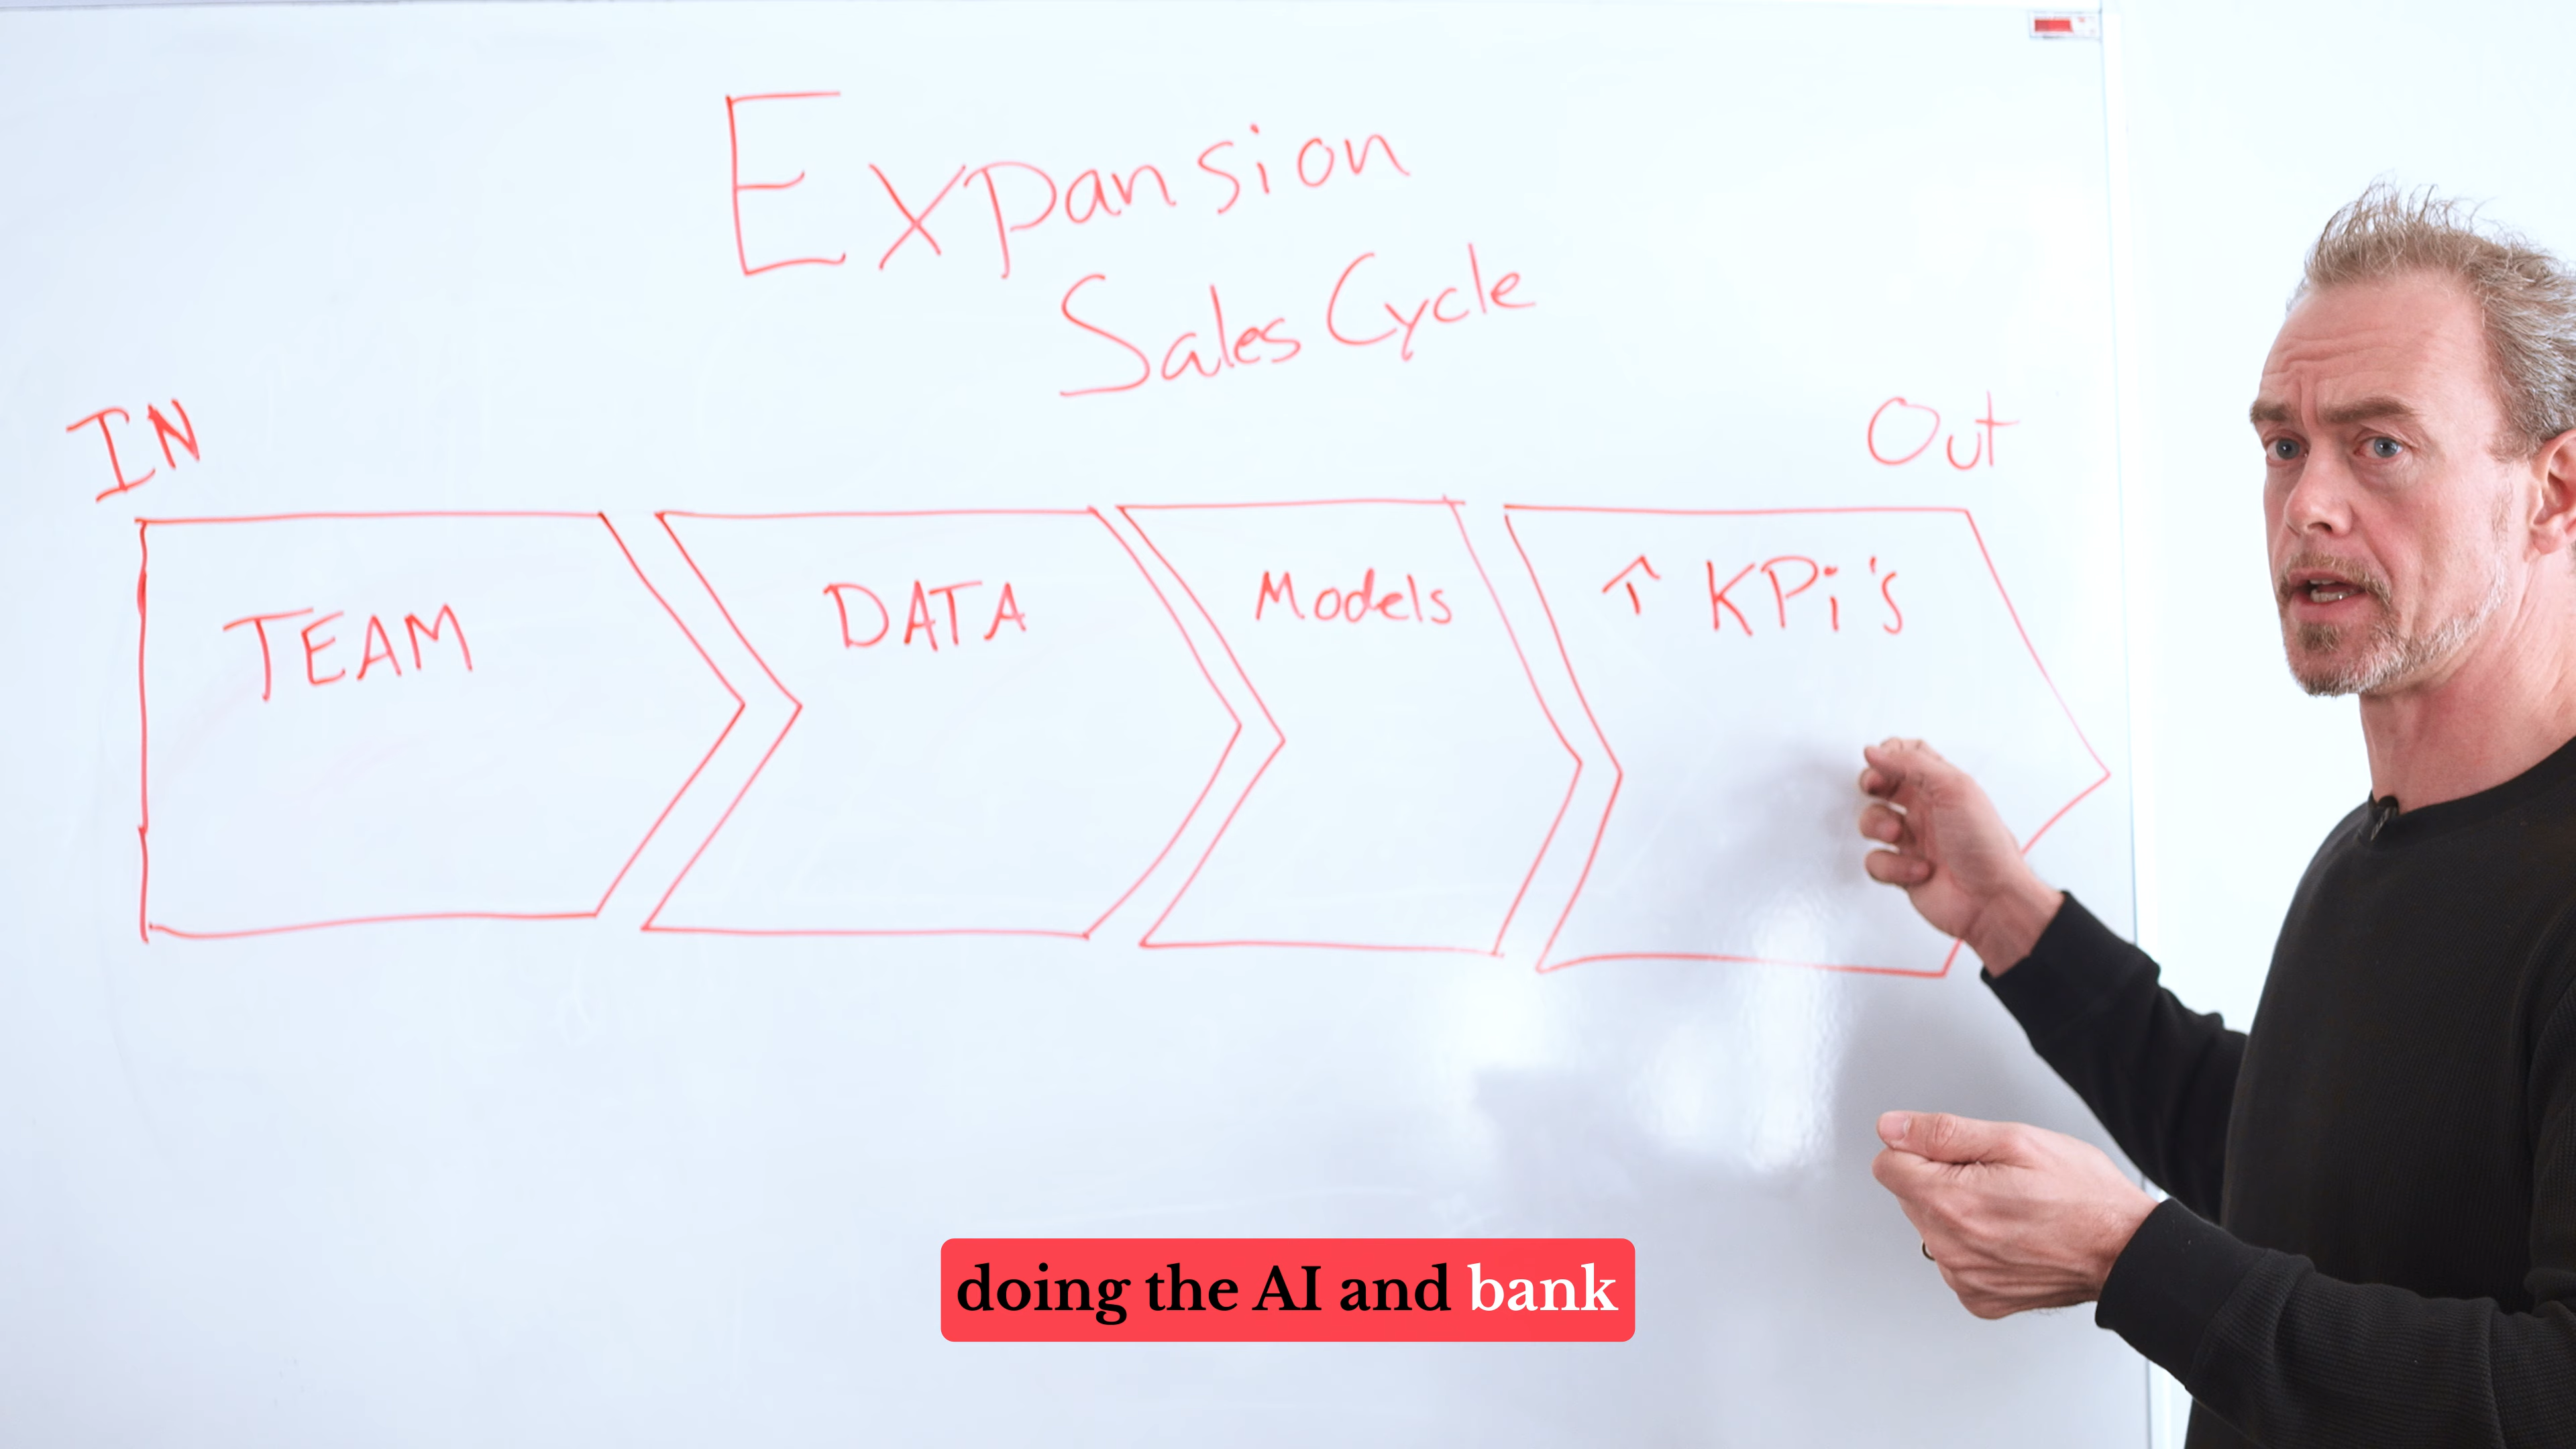 Expansion
Sales Cycle
IN
Out
TEAM
DATA
Models
↑ KPi's
doing the AI and bank